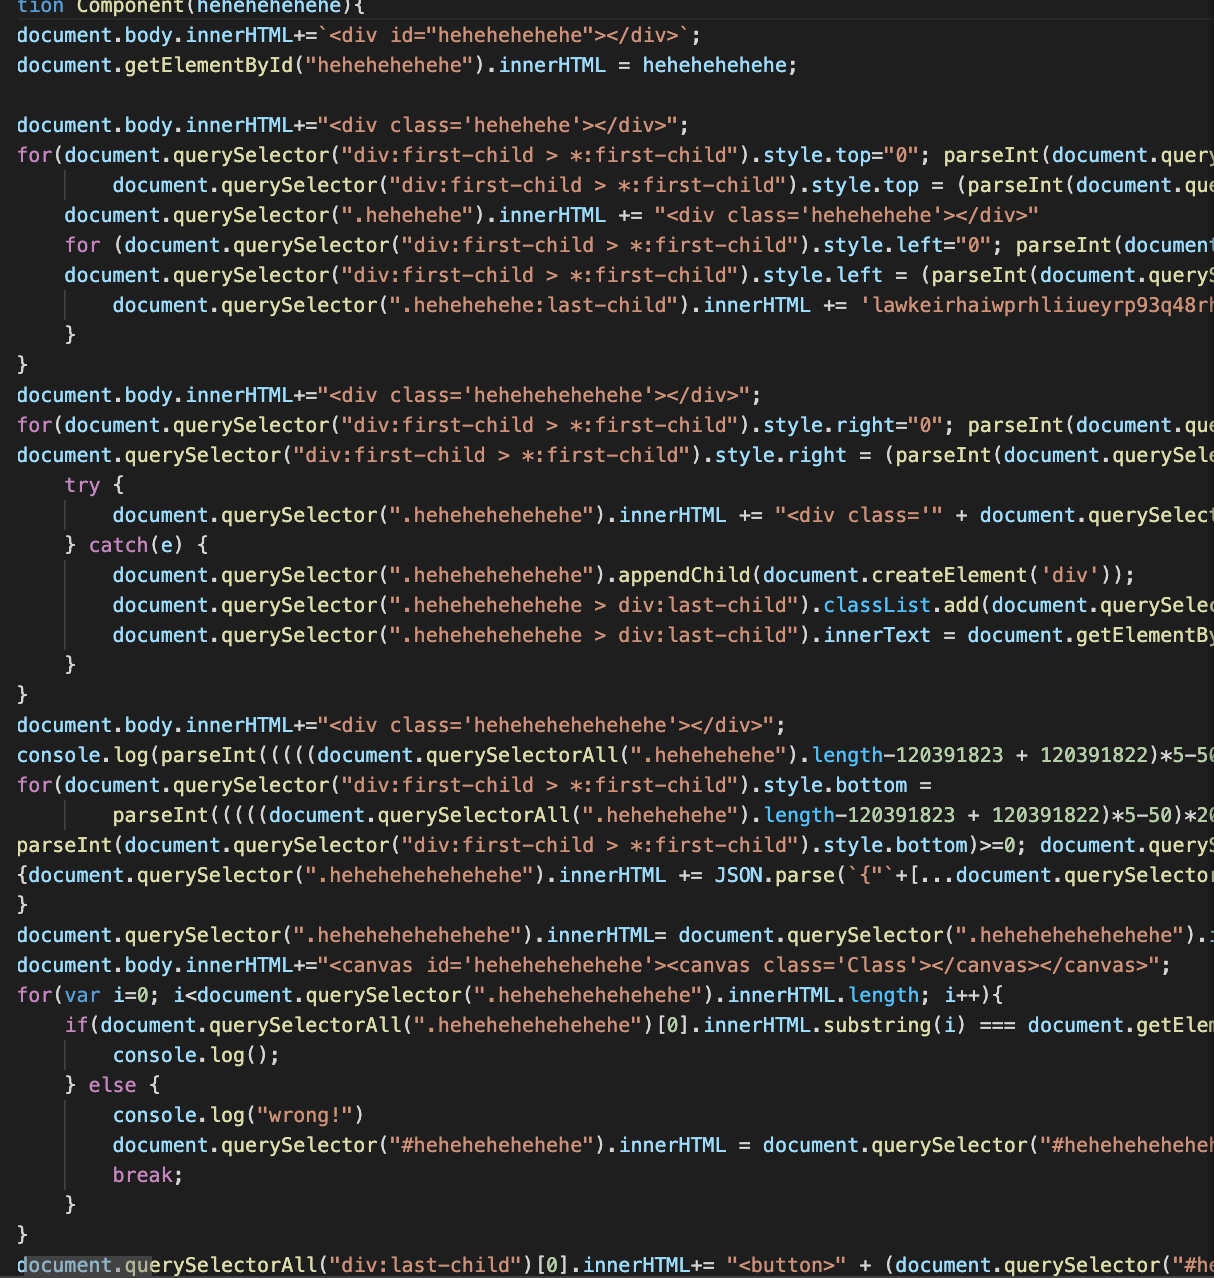 tion Component(hehehehehehe){
document.body.innerHTML+=`<div id="hehehehehehe"></div>`;
document.getElementById("hehehehehehe").innerHTML = hehehehehehe;
document.body.innerHTML+="<div class='hehehehe'></div>";
for(document.querySelector("div:first-child > *:first-child").style.top="0"; parseInt(document.query
document.querySelector("div:first-child > *:first-child").style.top = (parseInt(document.que
document.querySelector(".hehehehe").innerHTML += "<div class='hehehehehe'></div>"
for (document.querySelector("div:first-child > *:first-child").style.left="0"; parseInt(document
document.querySelector("div:first-child > *:first-child").style.left = (parseInt(document.queryS
document.querySelector(".hehehehehe:last-child").innerHTML += 'lawkeirhaiwprhliiiueyrp93q48rh
}
}
document.body.innerHTML+="<div class='hehehehehehehe'></div>";
for(document.querySelector("div:first-child > *:first-child").style.right="0"; parseInt(document.que
document.querySelector("div:first-child > *:first-child").style.right = (parseInt(document.querySele
try {
document.querySelector(".hehehehehehehe").innerHTML += "<div class='" + document.querySelect
} catch(e) {
document.querySelector(".hehehehehehehe").appendChild(document.createElement('div'));
document.querySelector(".hehehehehehehe > div:last-child").classList.add(document.querySelec
document.querySelector(".hehehehehehehe > div:last-child").innerText = document.getElementBy
}
}
document.body.innerHTML+="<div class='hehehehehehehehe'></div>";
console.log(parseInt(((((document.querySelectorAll(".hehehehehe").length-120391823 + 120391822)*5-50
for(document.querySelector("div:first-child > *:first-child").style.bottom =
parseInt(((((document.querySelectorAll(".hehehehehe").length-120391823 + 120391822)*5-50)*20
parseInt(document.querySelector("div:first-child > *:first-child").style.bottom)>=0; document.queryS
{document.querySelector(".hehehehehehehehe").innerHTML += JSON.parse(`{"`+[...document.querySelector
}
document.querySelector(".hehehehehehehehe").innerHTML= document.querySelector(".hehehehehehehehe").i
document.body.innerHTML+="<canvas id='hehehehehehehe'><canvas class='Class'></canvas></canvas>";
for(var i=0; i<document.querySelector(".hehehehehehehehe").innerHTML.length; i++){
if(document.querySelectorAll(".hehehehehehehehe")[0].innerHTML.substring(i) === document.getElem
console.log();
} else {
console.log("wrong!")
document.querySelector("#hehehehehehehe").innerHTML = document.querySelector("#heheheheheheh
break;
}
}
document.querySelectorAll("div:last-child")[0].innerHTML+= "<button>" + (document.querySelector("#he